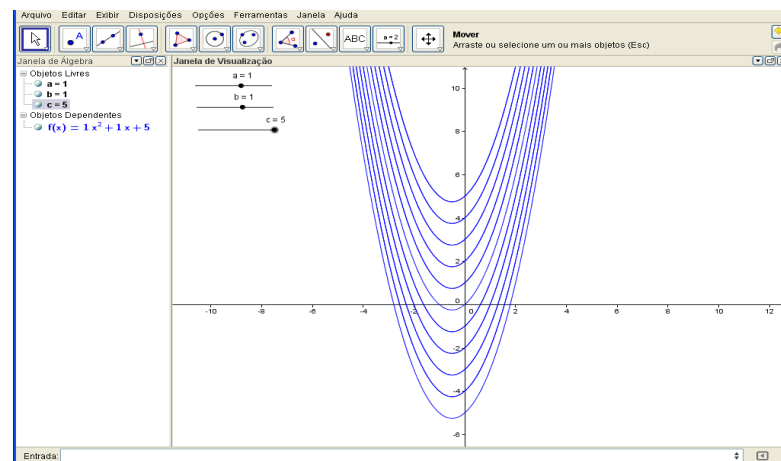 Arquivo Editar Exibir Disposições Opções Ferramentas Janela Ajuda
A
α
ABC
a = 2
Mover
Arraste ou selecione um ou mais objetos (Esc)
Janela de Álgebra
Janela de Visualização
Objetos Livres
a = 1
b = 1
c = 5
Objetos Dependentes
f(x) = 1 x² + 1 x + 5
a = 1
b = 1
c = 5
10
8
6
4
2
0
-10 -8 -6 -4 -2 0 2 4 6 8 10 12
-2
-4
-6
Entrada: